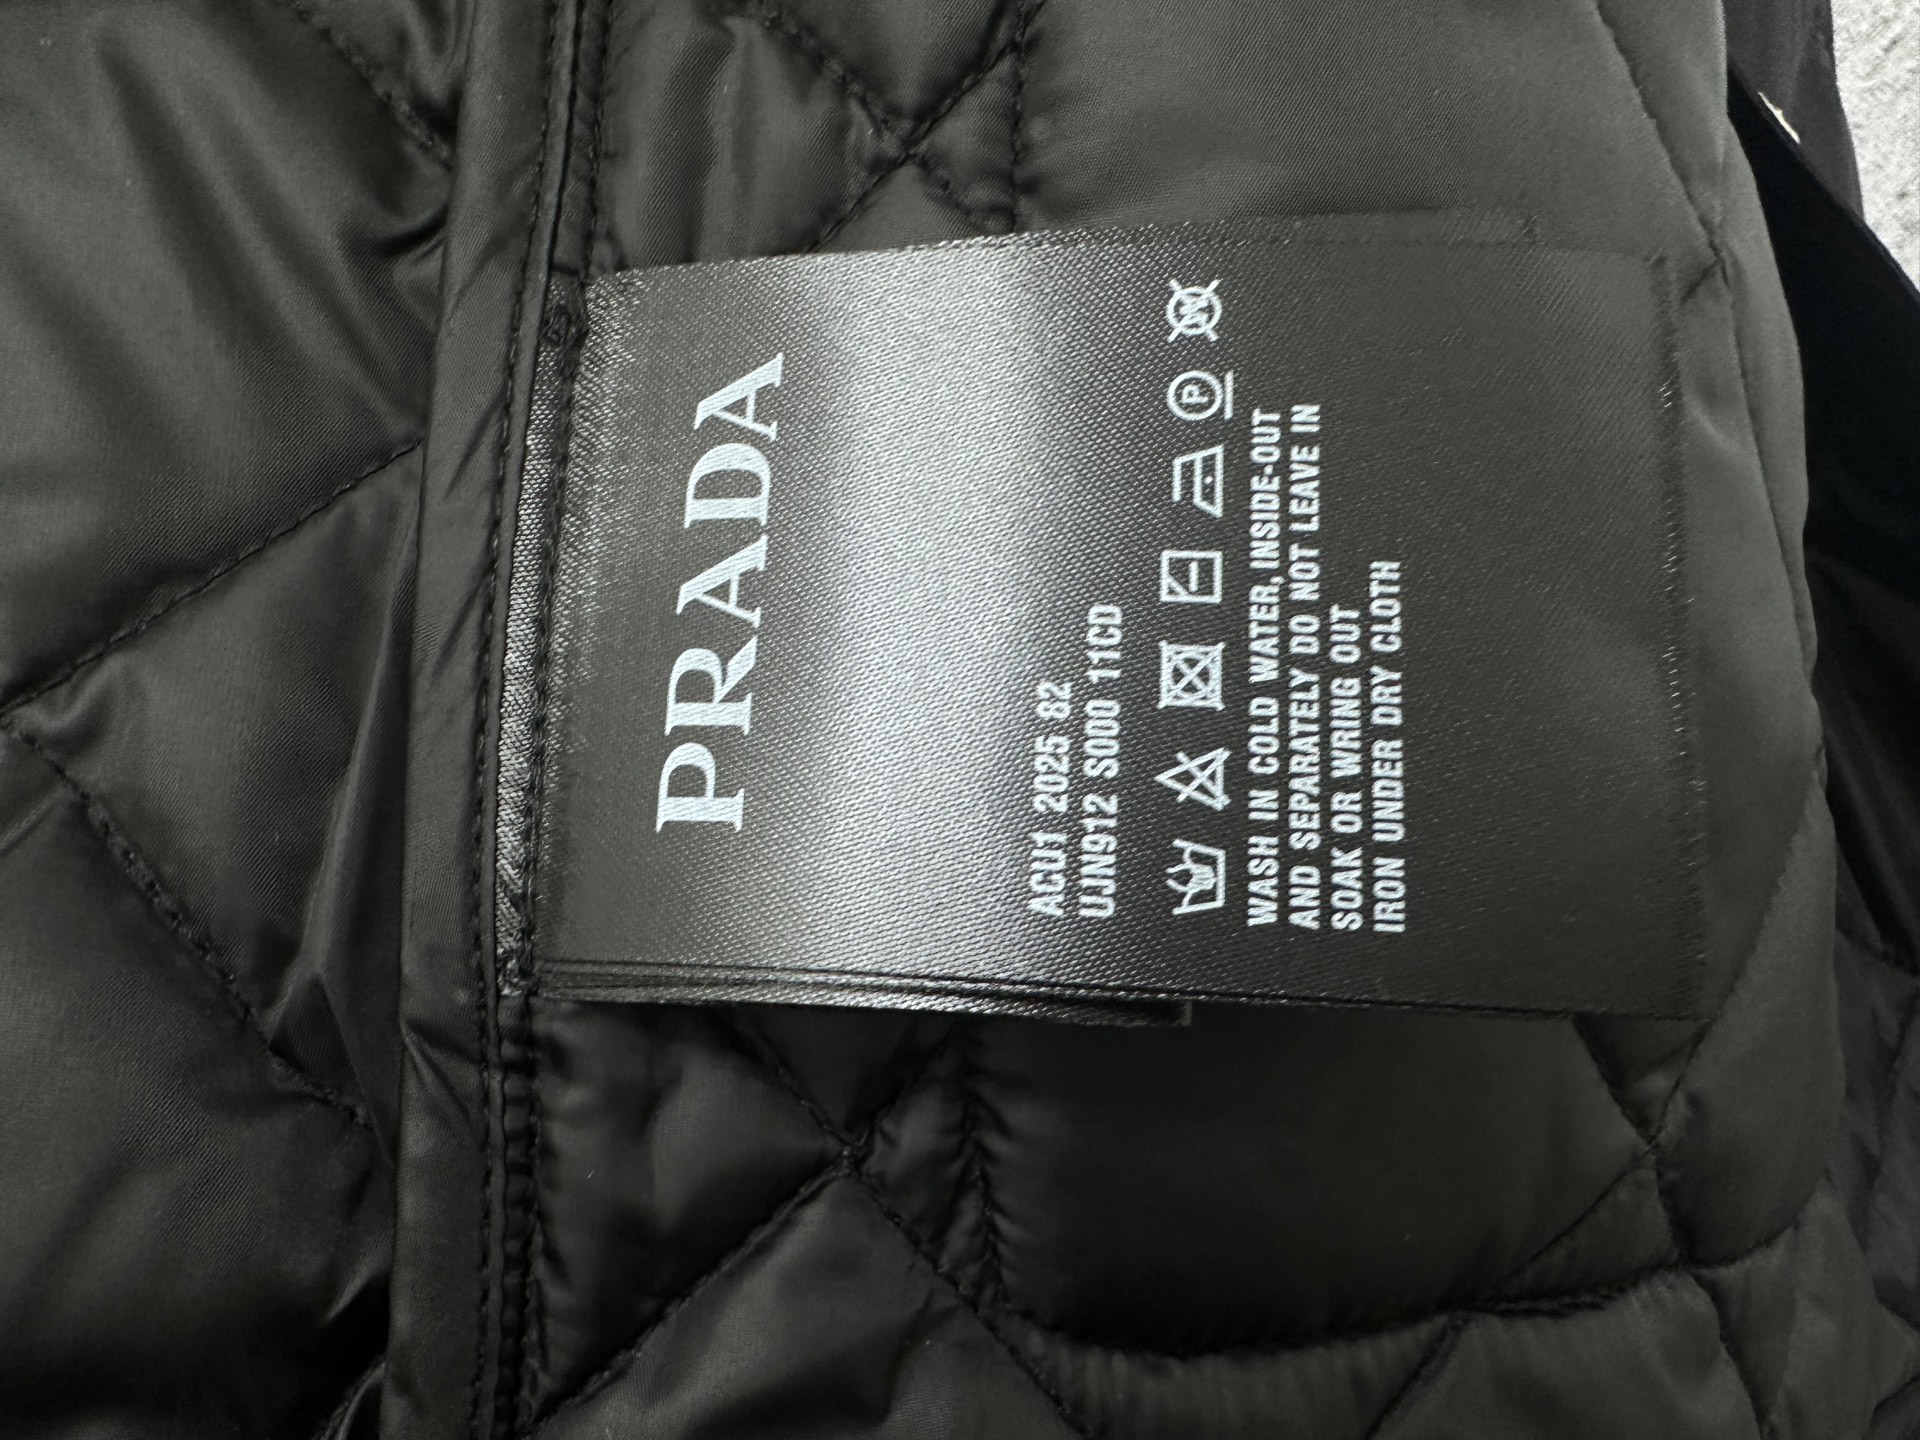 PRADA
ACU1 2025 82
UJN912 S000 11CD
P
WASH IN COLD WATER, INSIDE-OUT
AND SEPARATELY DO NOT LEAVE IN
SOAK OR WRING OUT
IRON UNDER DRY CLOTH